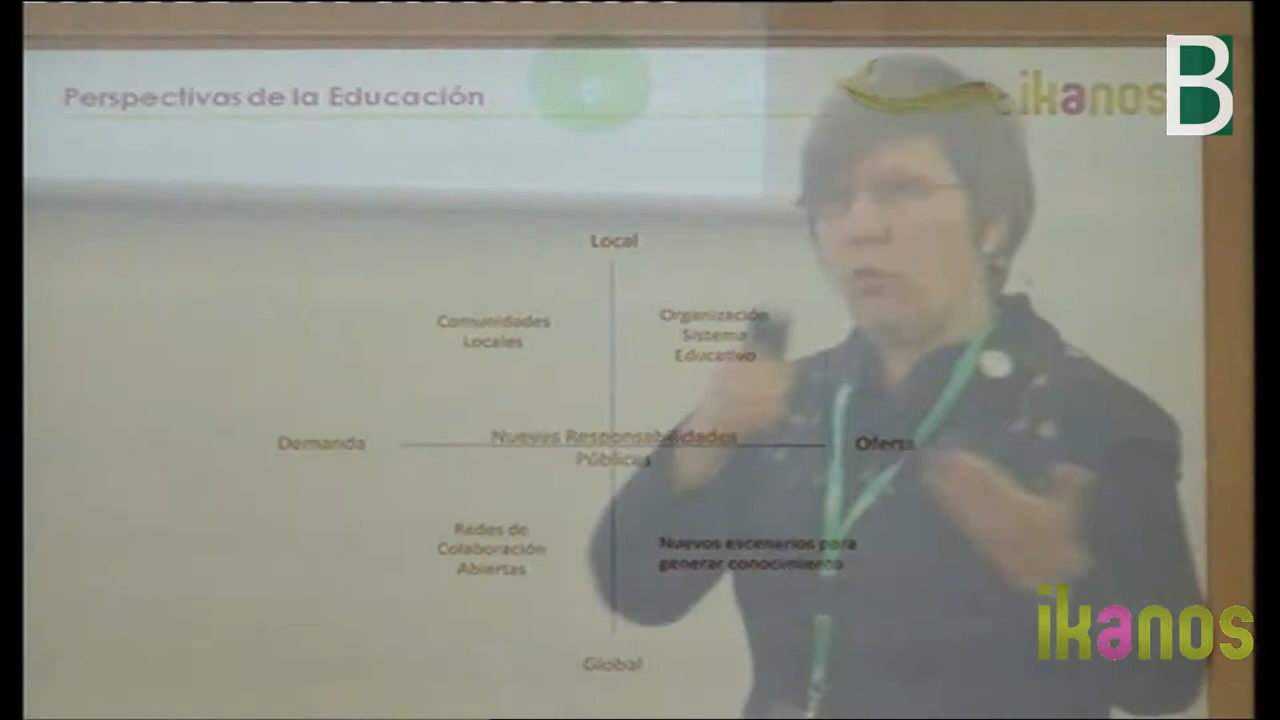 Perspectivas de la Educación
ikanos
B
Local
Comunidades
Locales
Organización
Sistema
Educativo
Demanda
Nuevas Responsabilidades
Públicas
Oferta
Redes de
Colaboración
Abiertas
Nuevos escenarios para
generar conocimiento
ikanos
Global